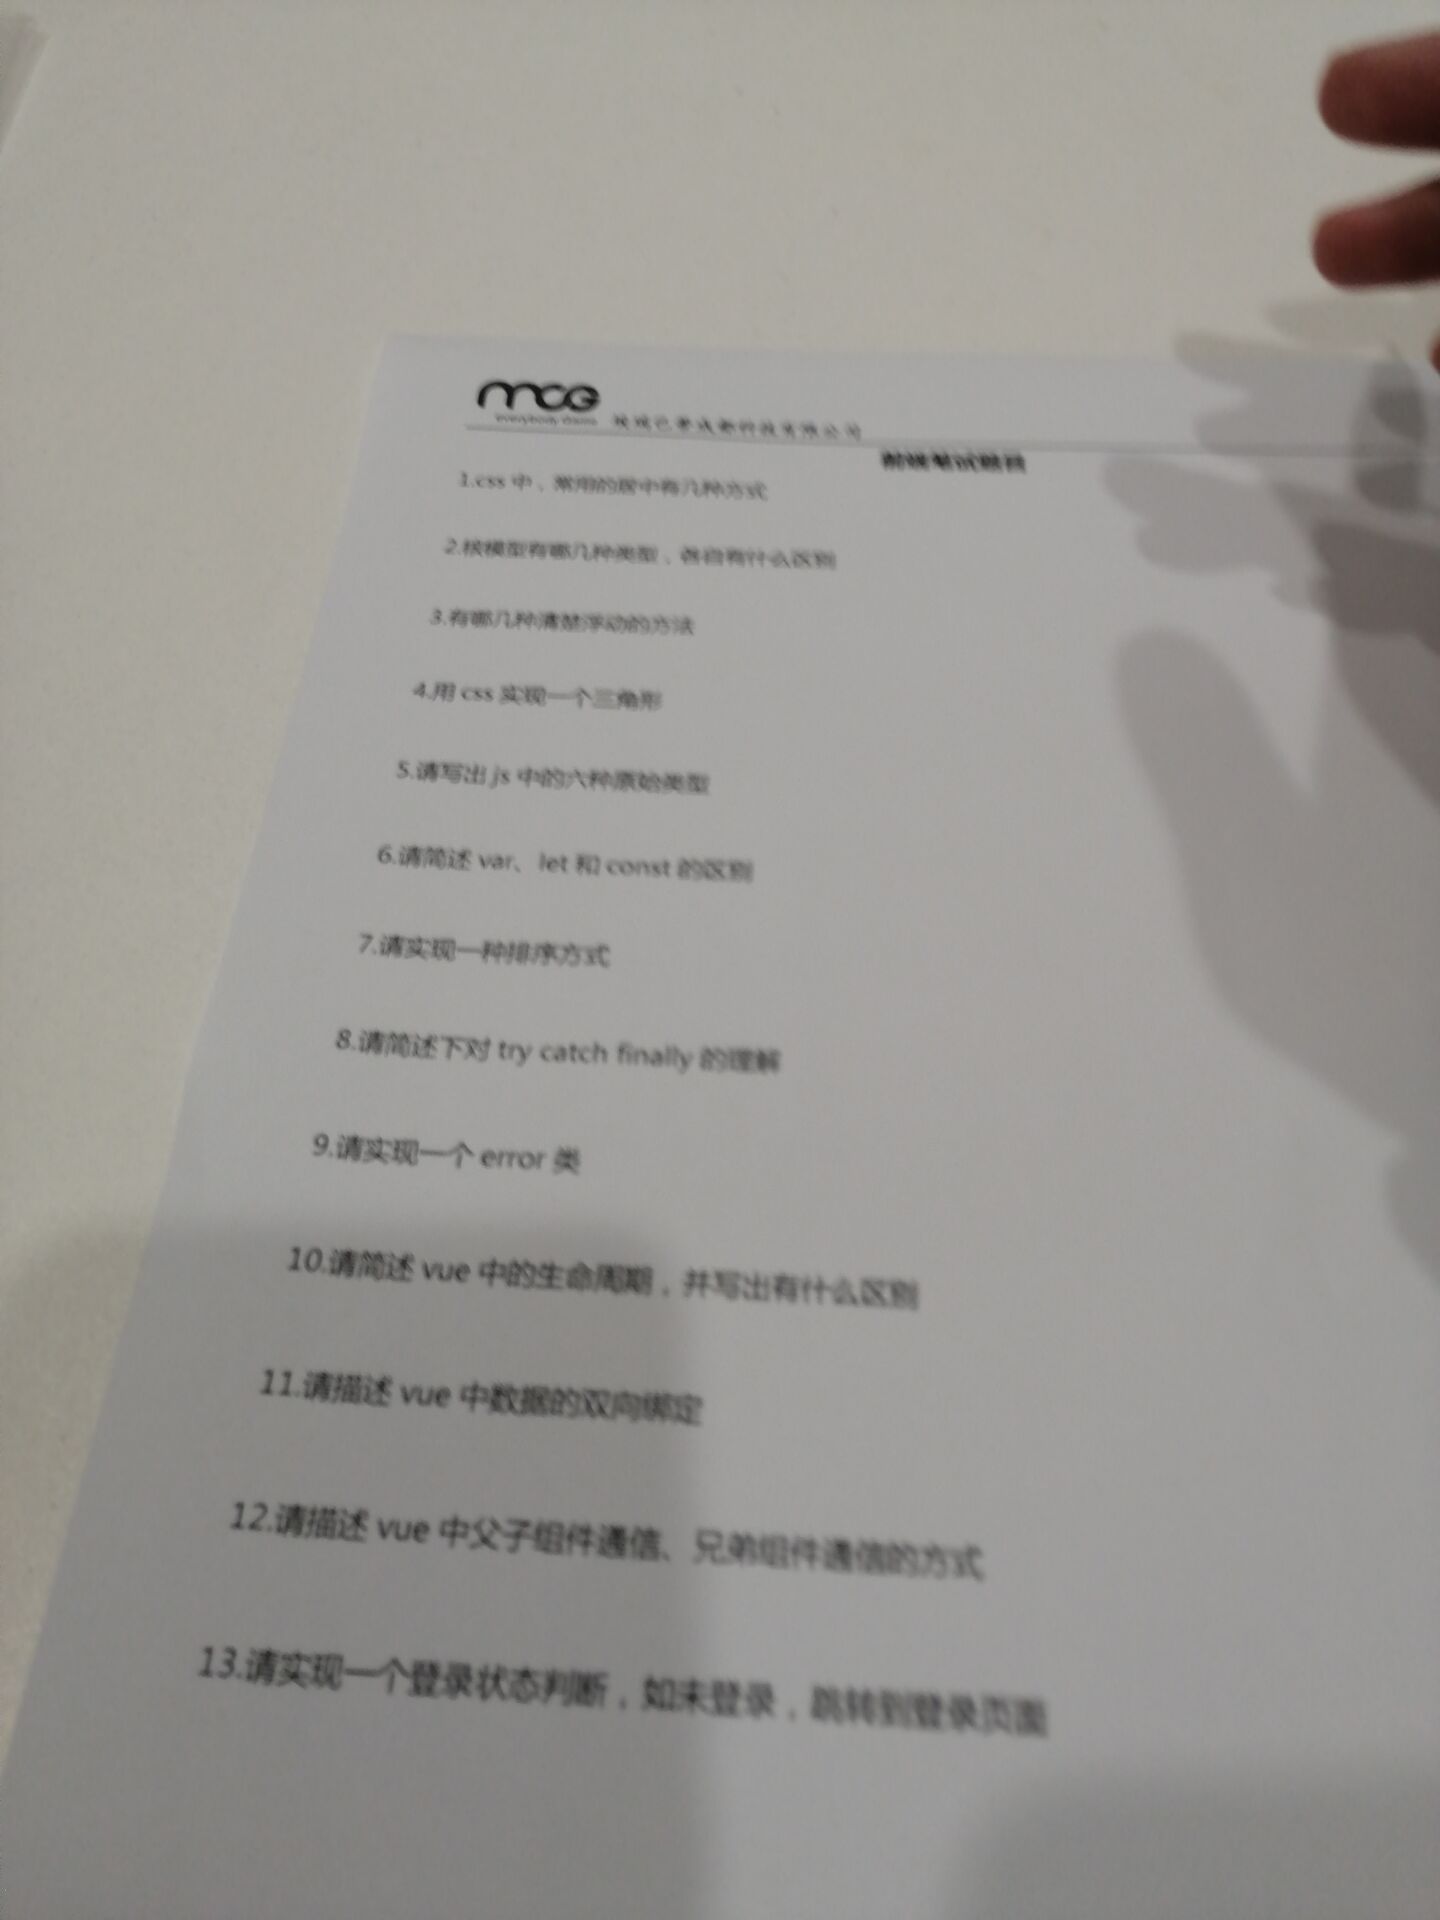 mcg
前端笔试题目
1.css 中，常用的居中有几种方式
2.核模型有哪几种类型，各自有什么区别
3.有哪几种清楚浮动的方法
4.用 css 实现一个三角形
5.请写出 js 中的六种原始类型
6.请简述 var、let 和 const 的区别
7.请实现一种排序方式
8.请简述下对 try catch finally 的理解
9.请实现一个 error 类
10.请简述 vue 中的生命周期，并写出有什么区别
11.请描述 vue 中数据的双向绑定
12.请描述 vue 中父子组件通信、兄弟组件通信的方式
13.请实现一个登录状态判断，如未登录，跳转到登录页面